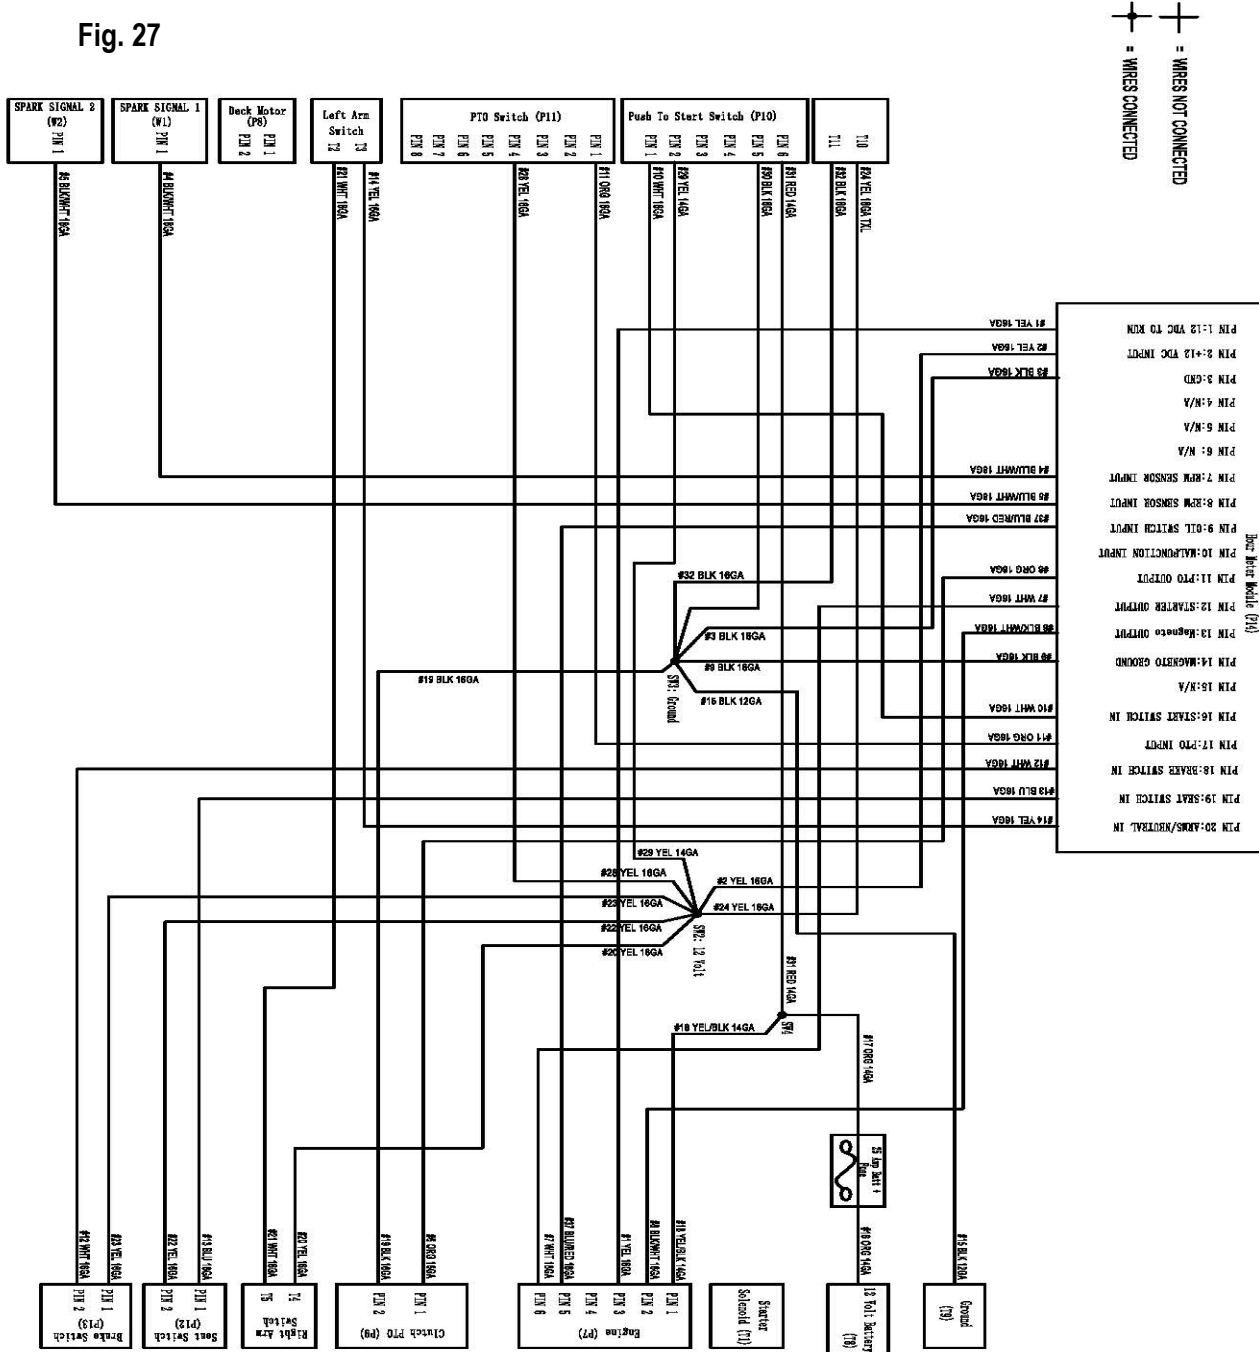 Fig. 27
= WIRES CONNECTED
= WIRES NOT CONNECTED
SPARK SIGNAL 2
(W2)
PIN 1
SPARK SIGNAL 1
(W1)
PIN 1
Deck Motor
(P8)
PIN 2
PIN 1
Left Arm
Switch
T2
T3
PTO Switch (P11)
PIN 8
PIN 7
PIN 6
PIN 5
PIN 4
PIN 3
PIN 2
PIN 1
Push To Start Switch (P10)
PIN 1
PIN 2
PIN 3
PIN 4
PIN 5
PIN 6
T11
T10
#5 BLK/WHT 18GA
#4 BLK/WHT 18GA
#21 WHT 16GA
#14 YEL 16GA
#28 YEL 16GA
#11 ORG 16GA
#10 WHT 16GA
#29 YEL 14GA
#30 BLK 16GA
#31 RED 14GA
#32 BLK 16GA
#24 YEL 16GA TXL
#1 YEL 16GA
#2 YEL 16GA
#3 BLK 16GA
#4 BLU/WHT 18GA
#5 BLU/WHT 18GA
#37 BLU/RED 16GA
#6 ORG 16GA
#7 WHT 16GA
#8 BLK/WHT 16GA
#9 BLK 16GA
#10 WHT 16GA
#11 ORG 16GA
#12 WHT 16GA
#13 BLU 16GA
#14 YEL 16GA
Hour Meter Module (P14)
PIN 1:12 VDC TO RUN
PIN 2:+12 VDC INPUT
PIN 3:GND
PIN 4:N/A
PIN 5:N/A
PIN 6: N/A
PIN 7:RPM SENSOR INPUT
PIN 8:RPM SENSOR INPUT
PIN 9:OIL SWITCH INPUT
PIN 10:MALFUNCTION INPUT
PIN 11:PTO OUTPUT
PIN 12:STARTER OUTPUT
PIN 13:Magneto OUTPUT
PIN 14:MAGNETO GROUND
PIN 15:N/A
PIN 16:START SWITCH IN
PIN 17:PTO INPUT
PIN 18:BRAKE SWITCH IN
PIN 19:SEAT SWITCH IN
PIN 20:ARMS/NEUTRAL IN
#32 BLK 16GA
#3 BLK 16GA
#9 BLK 16GA
#19 BLK 16GA
#15 BLK 12GA
SW3: Ground
#29 YEL 14GA
#28 YEL 16GA
#2 YEL 16GA
#23 YEL 16GA
#24 YEL 16GA
#22 YEL 16GA
#20 YEL 16GA
SW2: 12 Volt
#31 RED 14GA
#18 YEL/BLK 14GA
SW4
#17 ORG 14GA
25 Amp Batt +
Fuse
#12 WHT 16GA
#23 YEL 16GA
#22 YEL 16GA
#13 BLU 16GA
#21 WHT 16GA
#20 YEL 16GA
#19 BLK 16GA
#6 ORG 16GA
#7 WHT 16GA
#37 BLU/RED 16GA
#1 YEL 16GA
#8 BLK/WHT 16GA
#18 YEL/BLK 14GA
#16 ORG 14GA
#15 BLK 12GA
PIN 2
PIN 1
Brake Swtich
(P13)
PIN 2
PIN 1
Seat Switch
(P12)
T5
T4
Right Arm
Switch
PIN 2
PIN 1
Clutch PTO (P9)
PIN 6
PIN 5
PIN 4
PIN 3
PIN 2
PIN 1
Engine (P7)
Starter
Solenoid (T1)
12 Volt Battery
(T8)
Ground
(T9)